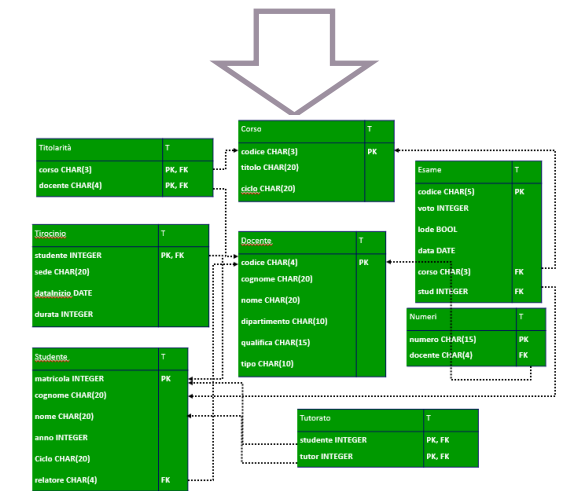 Corso T
codice CHAR(3) PK
titolo CHAR(20)
ciclo CHAR(20)
Titolarità T
corso CHAR(3) PK, FK
docente CHAR(4) PK, FK
Esame T
codice CHAR(5) PK
voto INTEGER
lode BOOL
data DATE
corso CHAR(3) FK
stud INTEGER FK
Tirocinio T
studente INTEGER PK, FK
sede CHAR(20)
dataInizio DATE
durata INTEGER
Docente T
codice CHAR(4) PK
cognome CHAR(20)
nome CHAR(20)
dipartimento CHAR(10)
qualifica CHAR(15)
tipo CHAR(10)
Numeri T
numero CHAR(15) PK
docente CHAR(4) FK
Studente T
matricola INTEGER PK
cognome CHAR(20)
nome CHAR(20)
anno INTEGER
Ciclo CHAR(20)
relatore CHAR(4) FK
Tutorato T
studente INTEGER PK, FK
tutor INTEGER PK, FK